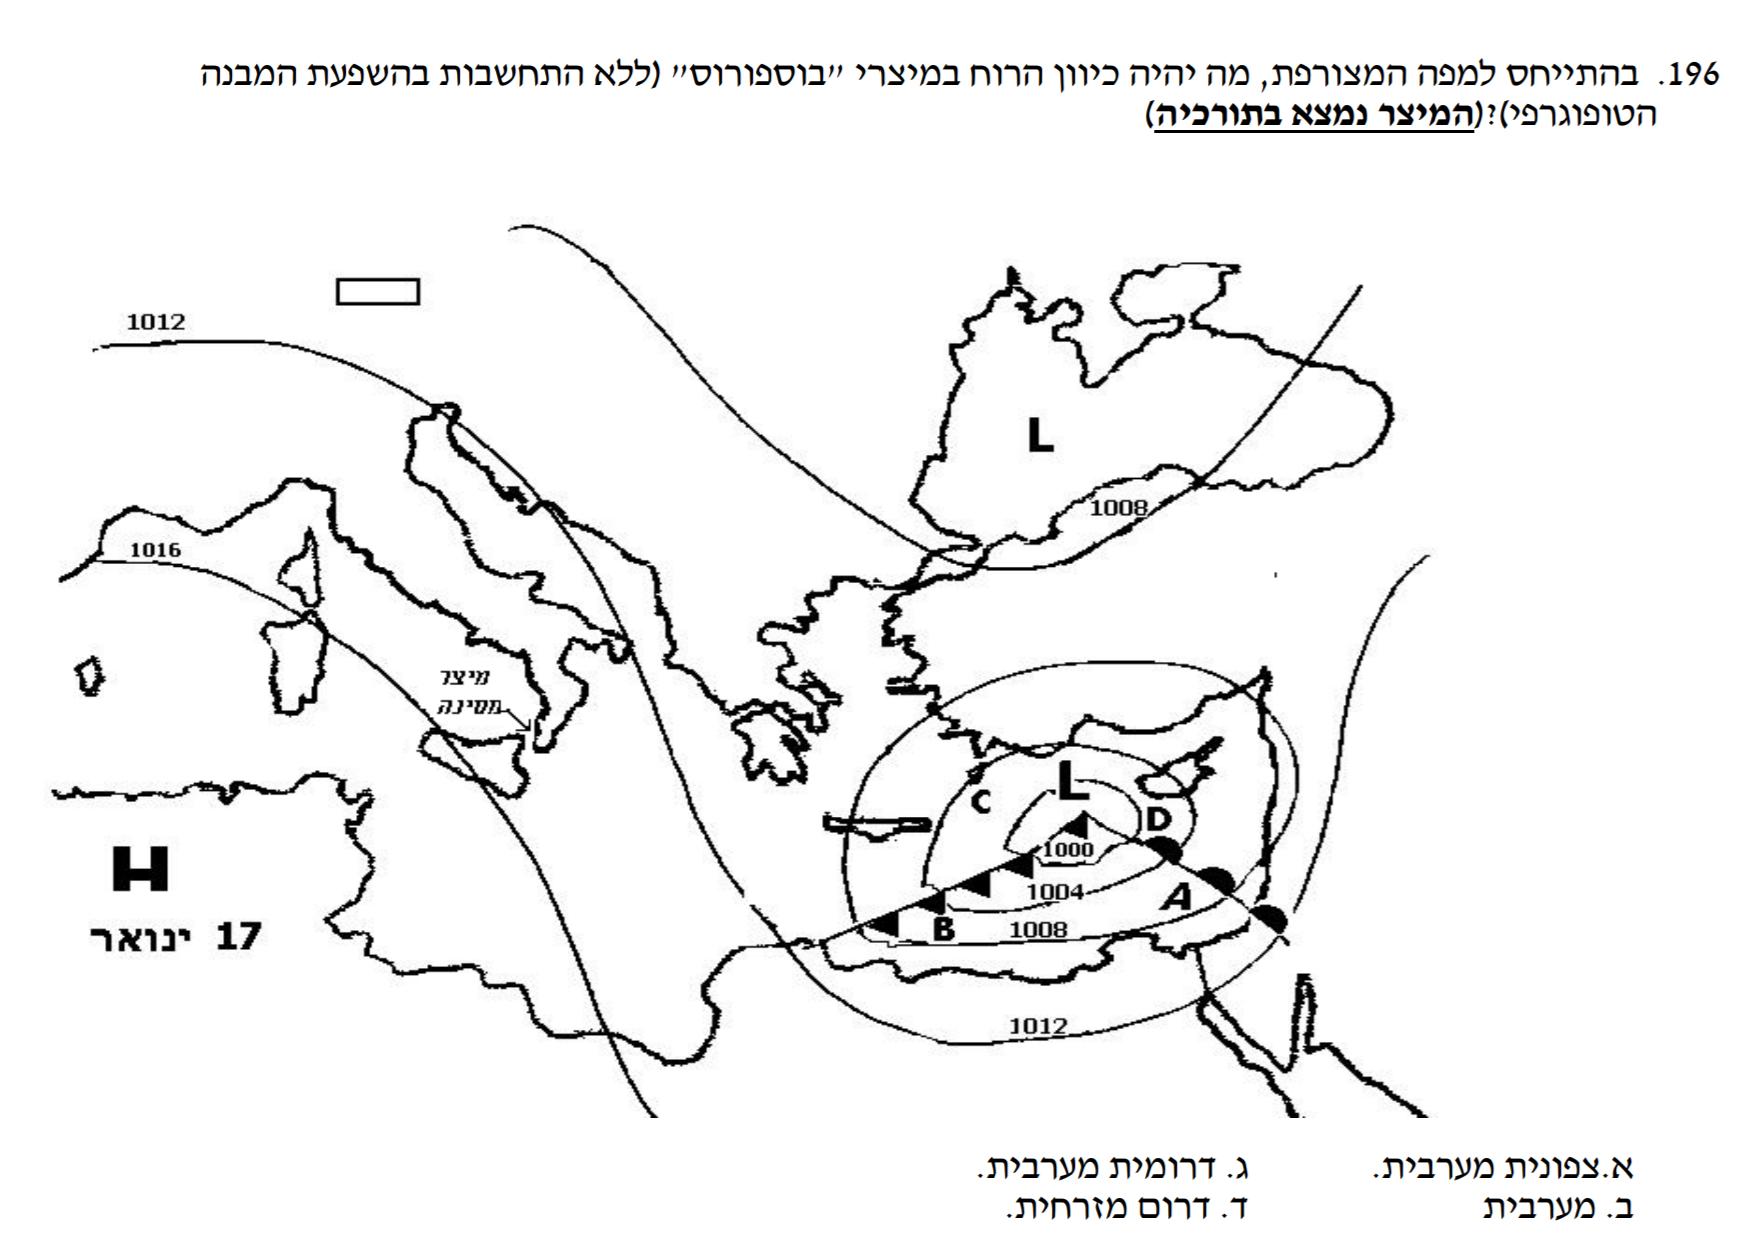 196. בהתייחס למפה המצורפת, מה יהיה כיוון הרוח במיצרי "בוספורוס" (ללא התחשבות בהשפעת המבנה
הטופוגרפי)?(המיצר נמצא בתורכיה)
1012
L
1008
1016
מיצר
מסינה
L
C
D
1000
H
1004
A
17 ינואר
B
1008
1012
א.צפונית מערבית.
ג. דרומית מערבית.
ב. מערבית
ד. דרום מזרחית.